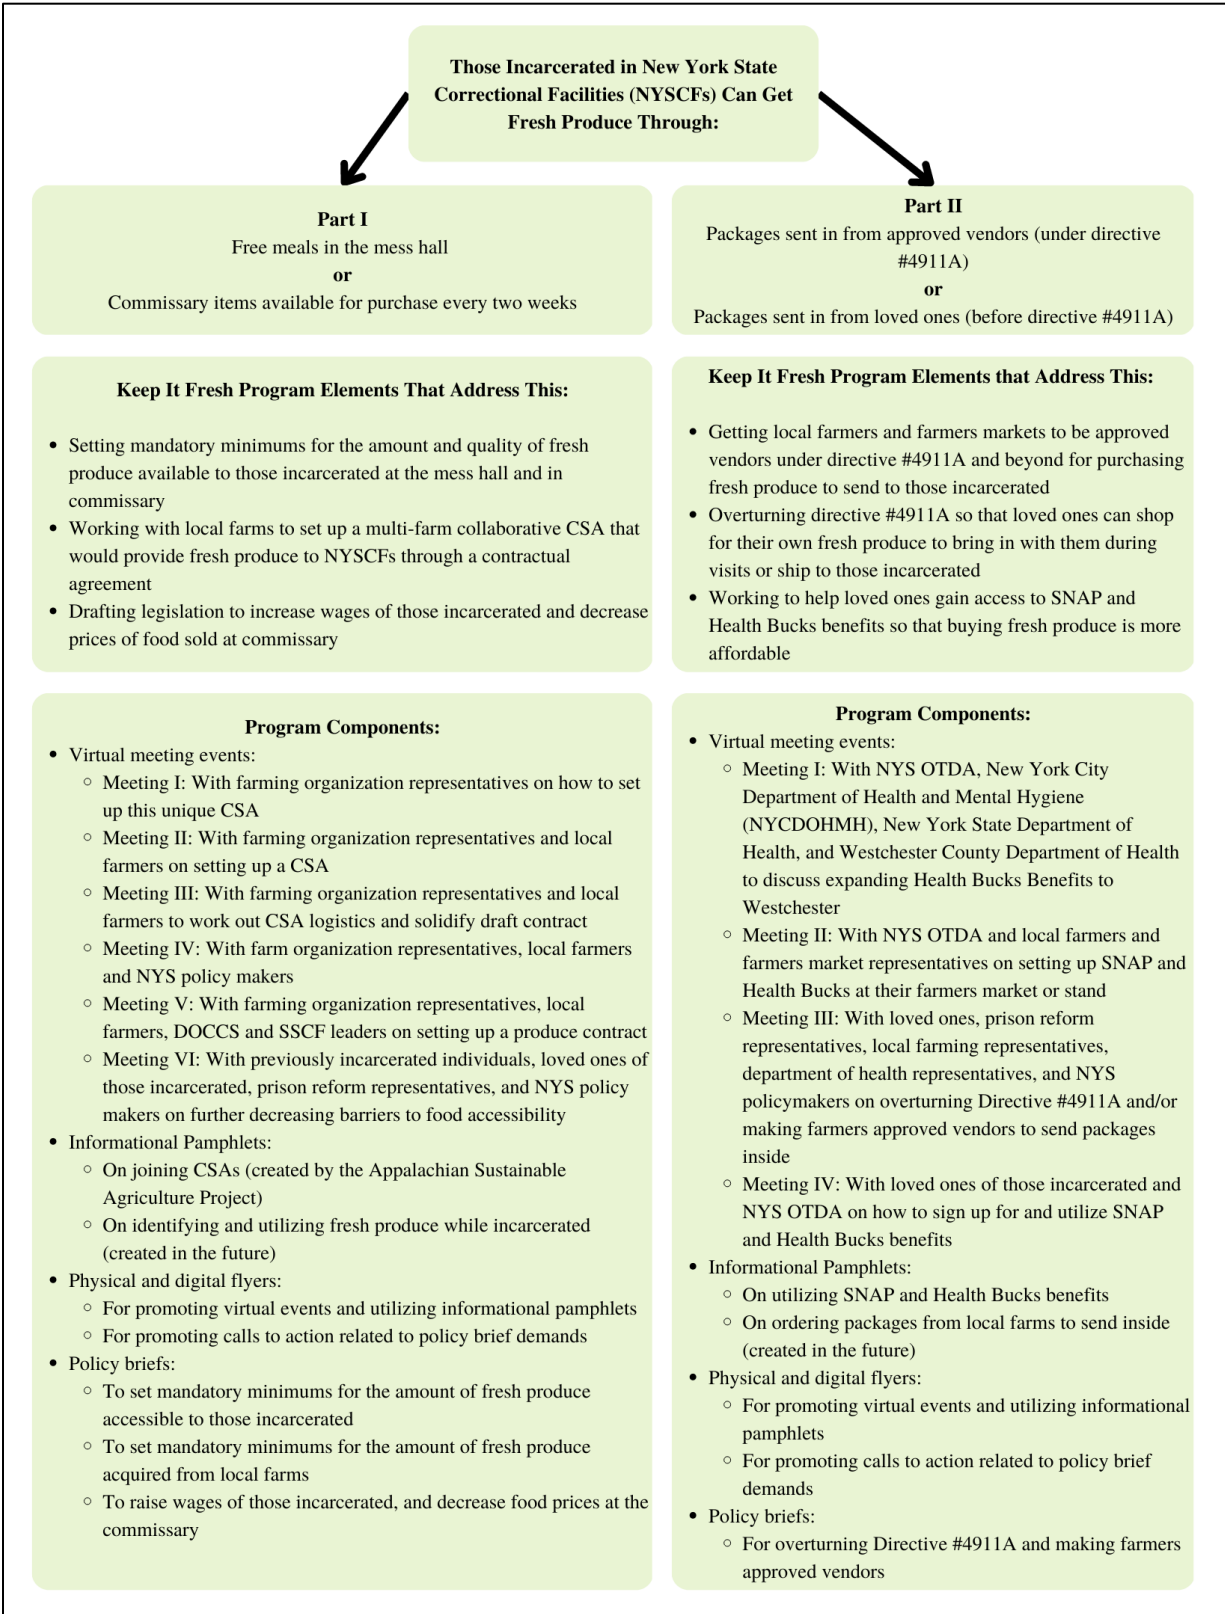 Those Incarcerated in New York State
Correctional Facilities (NYSCFs) Can Get
Fresh Produce Through:
Part I
Free meals in the mess hall
or
Commissary items available for purchase every two weeks
Part II
Packages sent in from approved vendors (under directive
#4911A)
or
Packages sent in from loved ones (before directive #4911A)
Keep It Fresh Program Elements That Address This:
• Setting mandatory minimums for the amount and quality of fresh
produce available to those incarcerated at the mess hall and in
commissary
• Working with local farms to set up a multi-farm collaborative CSA that
would provide fresh produce to NYSCFs through a contractual
agreement
• Drafting legislation to increase wages of those incarcerated and decrease
prices of food sold at commissary
Keep It Fresh Program Elements that Address This:
• Getting local farmers and farmers markets to be approved
vendors under directive #4911A and beyond for purchasing
fresh produce to send to those incarcerated
• Overturning directive #4911A so that loved ones can shop
for their own fresh produce to bring in with them during
visits or ship to those incarcerated
• Working to help loved ones gain access to SNAP and
Health Bucks benefits so that buying fresh produce is more
affordable
Program Components:
• Virtual meeting events:
◦ Meeting I: With farming organization representatives on how to set
up this unique CSA
◦ Meeting II: With farming organization representatives and local
farmers on setting up a CSA
◦ Meeting III: With farming organization representatives and local
farmers to work out CSA logistics and solidify draft contract
◦ Meeting IV: With farm organization representatives, local farmers
and NYS policy makers
◦ Meeting V: With farming organization representatives, local
farmers, DOCCS and SSCF leaders on setting up a produce contract
◦ Meeting VI: With previously incarcerated individuals, loved ones of
those incarcerated, prison reform representatives, and NYS policy
makers on further decreasing barriers to food accessibility
• Informational Pamphlets:
◦ On joining CSAs (created by the Appalachian Sustainable
Agriculture Project)
◦ On identifying and utilizing fresh produce while incarcerated
(created in the future)
• Physical and digital flyers:
◦ For promoting virtual events and utilizing informational pamphlets
◦ For promoting calls to action related to policy brief demands
• Policy briefs:
◦ To set mandatory minimums for the amount of fresh produce
accessible to those incarcerated
◦ To set mandatory minimums for the amount of fresh produce
acquired from local farms
◦ To raise wages of those incarcerated, and decrease food prices at the
commissary
Program Components:
• Virtual meeting events:
◦ Meeting I: With NYS OTDA, New York City
Department of Health and Mental Hygiene
(NYCDOHMH), New York State Department of
Health, and Westchester County Department of Health
to discuss expanding Health Bucks Benefits to
Westchester
◦ Meeting II: With NYS OTDA and local farmers and
farmers market representatives on setting up SNAP and
Health Bucks at their farmers market or stand
◦ Meeting III: With loved ones, prison reform
representatives, local farming representatives,
department of health representatives, and NYS
policymakers on overturning Directive #4911A and/or
making farmers approved vendors to send packages
inside
◦ Meeting IV: With loved ones of those incarcerated and
NYS OTDA on how to sign up for and utilize SNAP
and Health Bucks benefits
• Informational Pamphlets:
◦ On utilizing SNAP and Health Bucks benefits
◦ On ordering packages from local farms to send inside
(created in the future)
• Physical and digital flyers:
◦ For promoting virtual events and utilizing informational
pamphlets
◦ For promoting calls to action related to policy brief
demands
• Policy briefs:
◦ For overturning Directive #4911A and making farmers
approved vendors